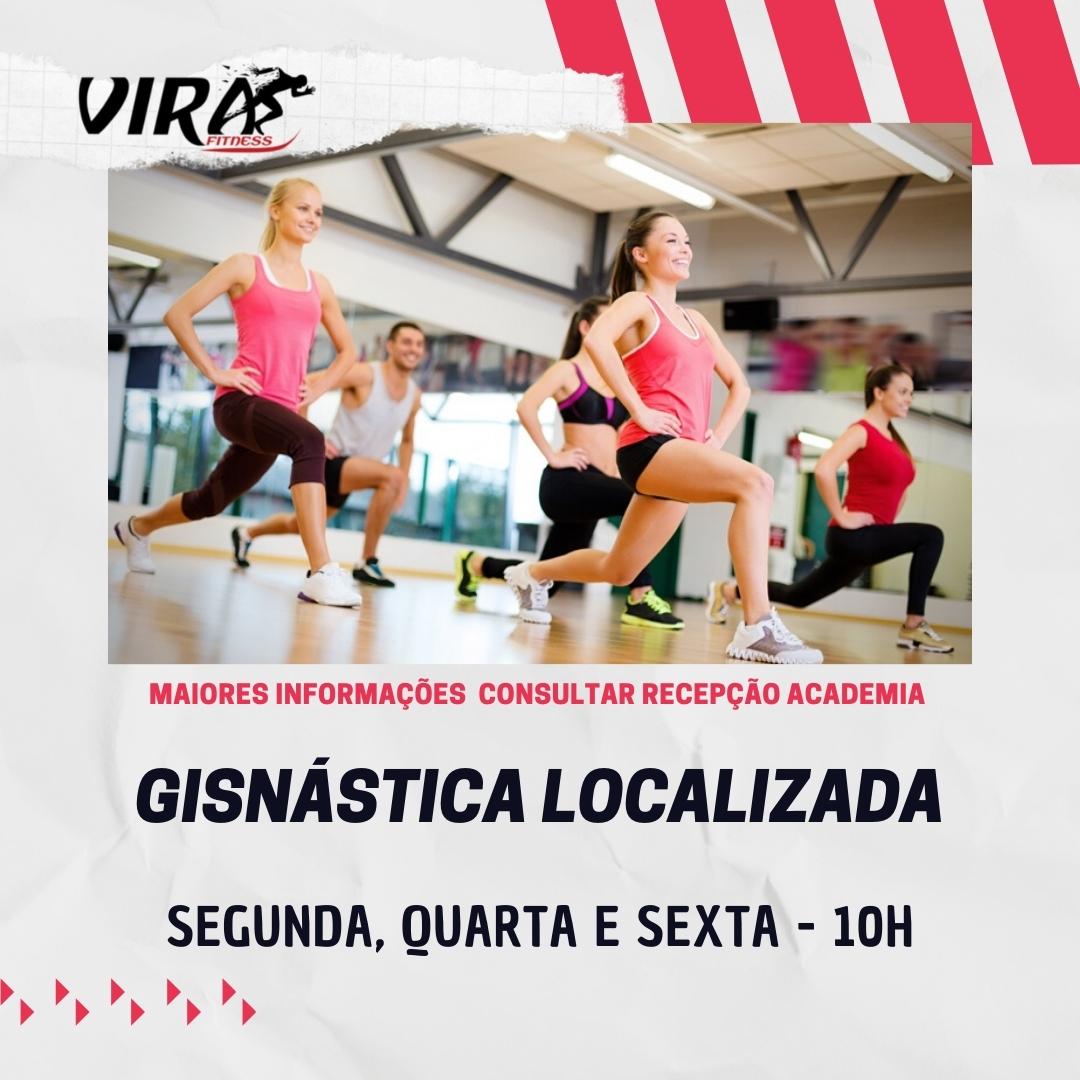 VIRA
FITNESS
MAIORES INFORMAÇÕES CONSULTAR RECEPÇÃO ACADEMIA
GISNÁSTICA LOCALIZADA
SEGUNDA, QUARTA E SEXTA - 10H